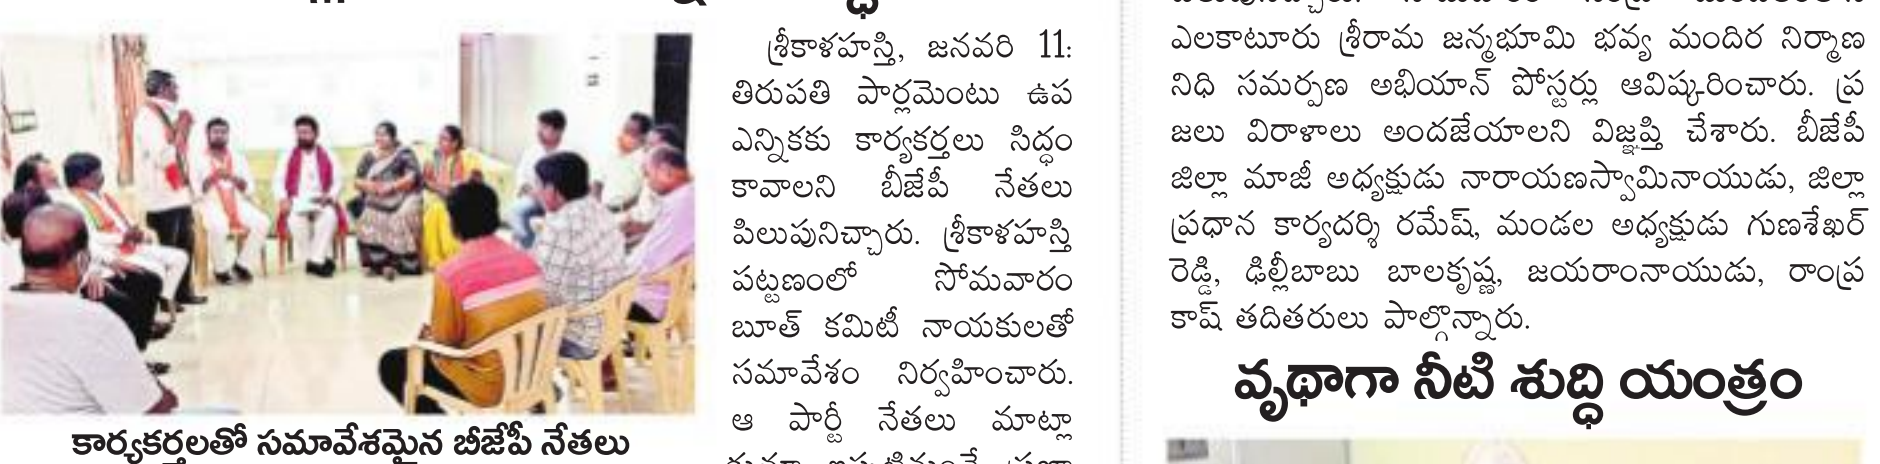 కార్యకర్తలతో సమావేశమైన బీజేపీ నేతలు
శ్రీకాళహస్తి, జనవరి 11:
తిరుపతి పార్లమెంటు ఉప
ఎన్నికకు కార్యకర్తలు సిద్ధం
కావాలని బీజేపీ నేతలు
పిలుపునిచ్చారు. శ్రీకాళహస్తి
పట్టణంలో సోమవారం
బూత్ కమిటీ నాయకులతో
సమావేశం నిర్వహించారు.
ఆ పార్టీ నేతలు మాట్లా
ఎలకాటూరు శ్రీరామ జన్మభూమి భవ్య మందిర నిర్మాణ
నిధి సమర్పణ అభియాన్ పోస్టర్లు ఆవిష్కరించారు. ప్ర
జలు విరాళాలు అందజేయాలని విజ్ఞప్తి చేశారు. బీజేపీ
జిల్లా మాజీ అధ్యక్షుడు నారాయణస్వామినాయుడు, జిల్లా
ప్రధాన కార్యదర్శి రమేష్, మండల అధ్యక్షుడు గుణశేఖర్
రెడ్డి, ఢిల్లీబాబు బాలకృష్ణ, జయరాంనాయుడు, రాంప్ర
కాష్ తదితరులు పాల్గొన్నారు.
వృథాగా నీటి శుద్ధి యంత్రం